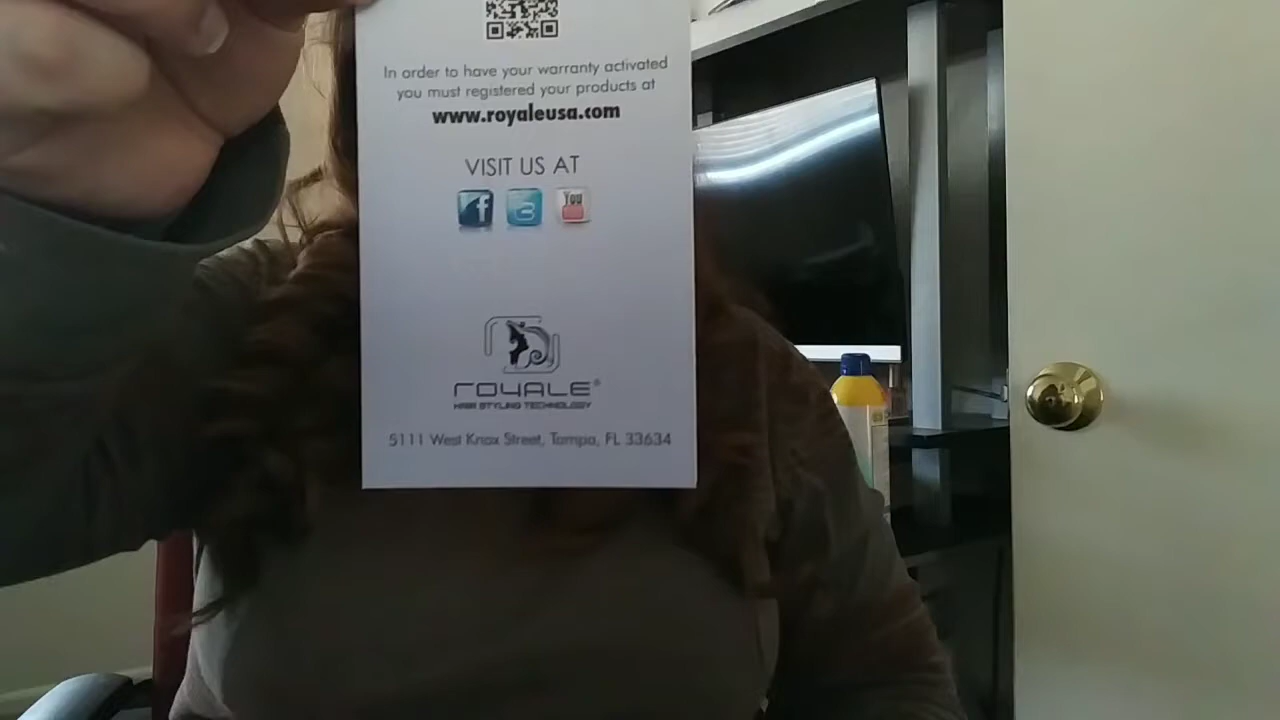 In order to have your warranty activated
you must registered your products at
www.royaleusa.com
VISIT US AT
f
You
ROYALE®
HAIR STYLING TECHNOLOGY
5111 West Knox Street, Tampa, FL 33634